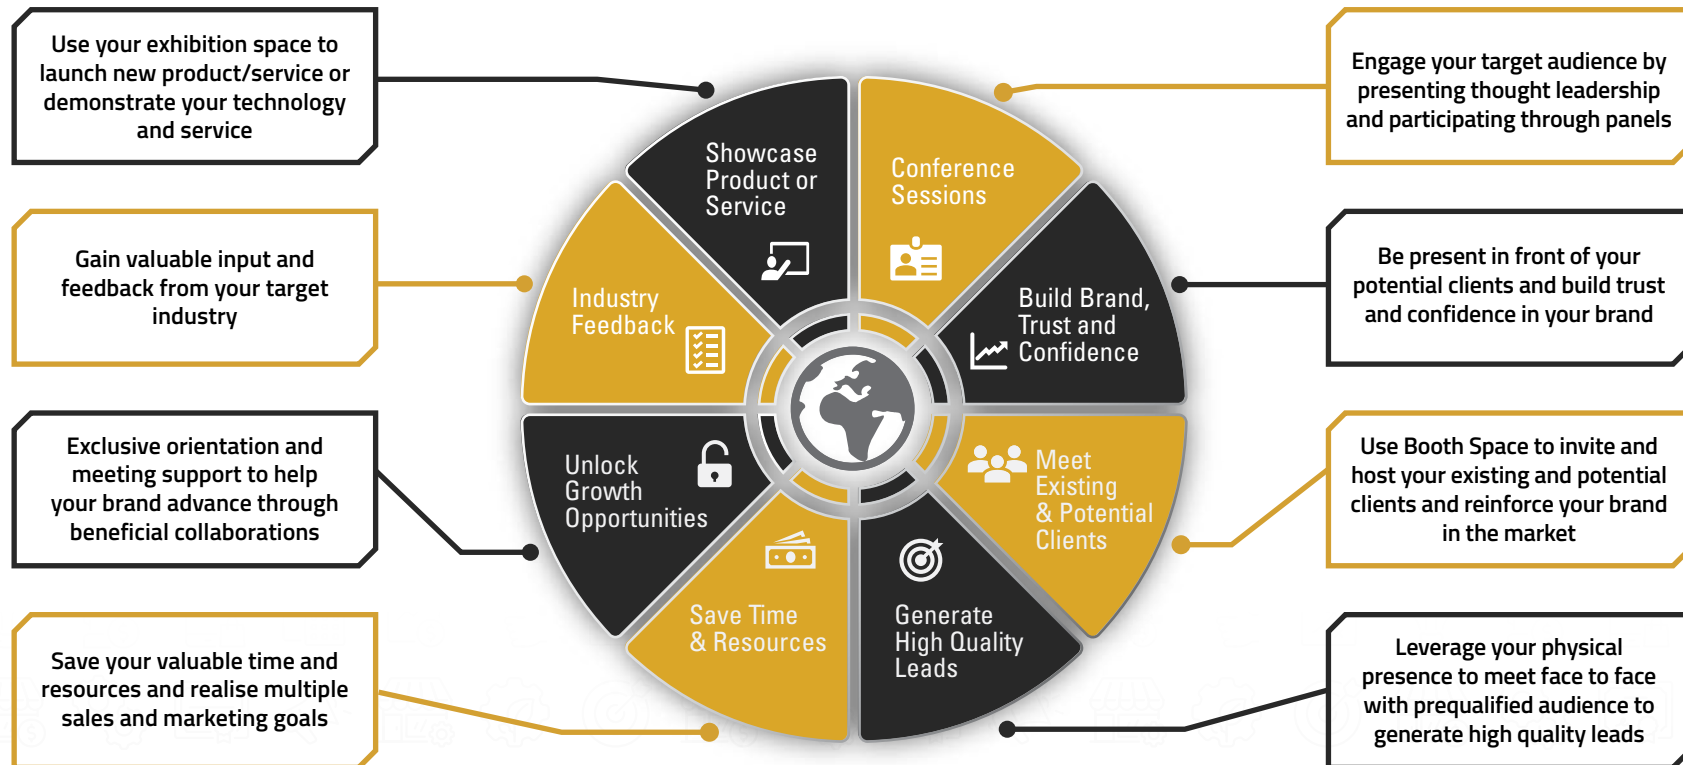 Use your exhibition space to
launch new product/service or
demonstrate your technology
and service
Gain valuable input and
feedback from your target
industry
Exclusive orientation and
meeting support to help
your brand advance through
beneficial collaborations
Save your valuable time and
resources and realise multiple
sales and marketing goals
Showcase
Product or
Service
Conference
Sessions
Industry
Feedback
Build Brand,
Trust and
Confidence
Unlock
Growth
Opportunities
Meet
Existing
& Potential
Clients
Save Time
& Resources
Generate
High Quality
Leads
Engage your target audience by
presenting thought leadership
and participating through panels
Be present in front of your
potential clients and build trust
and confidence in your brand
Use Booth Space to invite and
host your existing and potential
clients and reinforce your brand
in the market
Leverage your physical
presence to meet face to face
with prequalified audience to
generate high quality leads